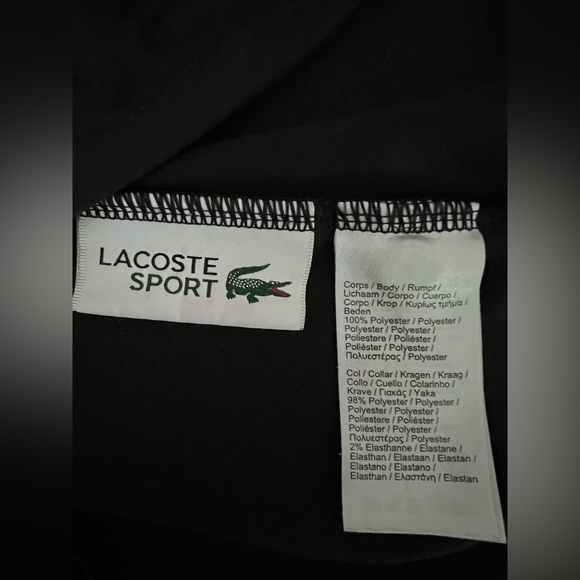 LACOSTE
SPORT
Corps / Body / Rumpf /
Lichaam / Corpo / Cuerpo /
Corpo / Krop / Κυρίως τμήμα /
Beden
100% Polyester / Polyester /
Polyester / Polyester /
Poliestere / Poliéster /
Poliéster / Polyester /
Πολυεστέρας / Polyester
Col / Collar / Kragen / Kraag /
Collo / Cuello / Colarinho /
Krave / Γιακάς / Yaka
98% Polyester / Polyester /
Polyester / Polyester /
Poliestere / Poliéster /
Poliéster / Polyester /
Πολυεστέρας / Polyester
2% Elasthanne / Elastane /
Elasthan / Elastaan / Elastan /
Elastano / Elastano /
Elasthan / Ελαστάνη / Elastan